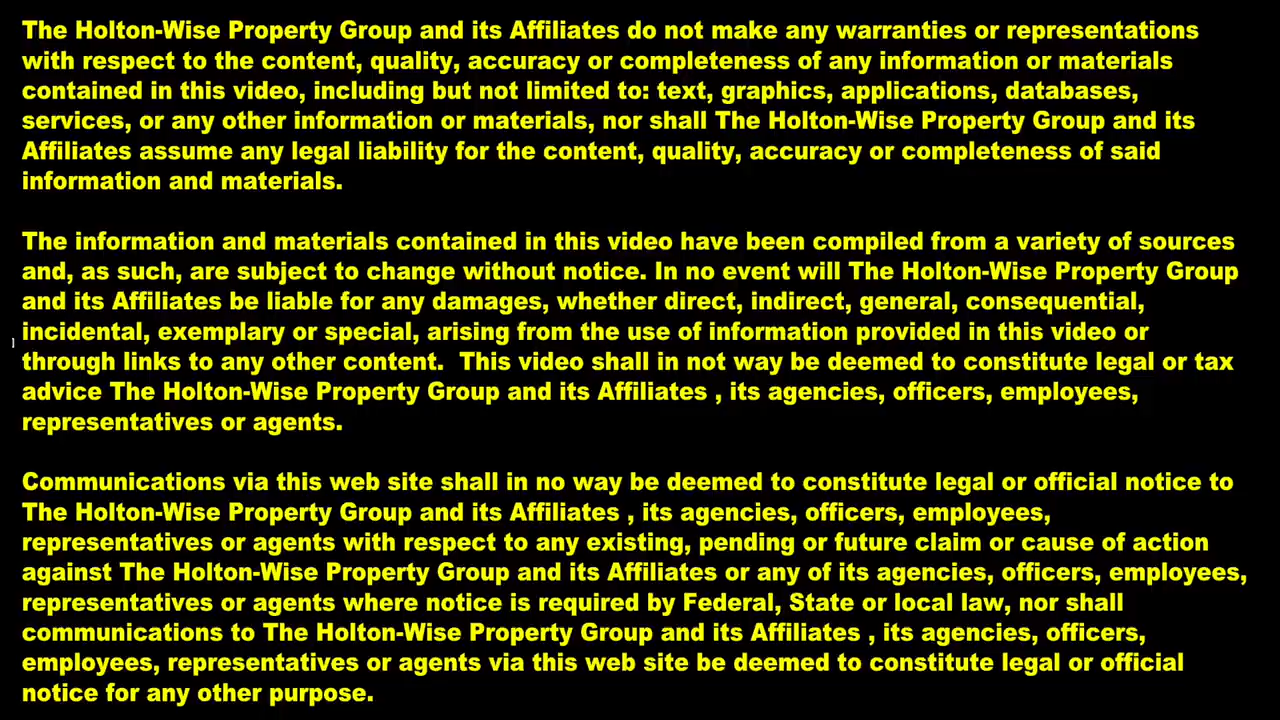 The Holton-Wise Property Group and its Affiliates do not make any warranties or representations
with respect to the content, quality, accuracy or completeness of any information or materials
contained in this video, including but not limited to: text, graphics, applications, databases,
services, or any other information or materials, nor shall The Holton-Wise Property Group and its
Affiliates assume any legal liability for the content, quality, accuracy or completeness of said
information and materials.
The information and materials contained in this video have been compiled from a variety of sources
and, as such, are subject to change without notice. In no event will The Holton-Wise Property Group
and its Affiliates be liable for any damages, whether direct, indirect, general, consequential,
incidental, exemplary or special, arising from the use of information provided in this video or
through links to any other content.  This video shall in not way be deemed to constitute legal or tax
advice The Holton-Wise Property Group and its Affiliates , its agencies, officers, employees,
representatives or agents.
Communications via this web site shall in no way be deemed to constitute legal or official notice to
The Holton-Wise Property Group and its Affiliates , its agencies, officers, employees,
representatives or agents with respect to any existing, pending or future claim or cause of action
against The Holton-Wise Property Group and its Affiliates or any of its agencies, officers, employees,
representatives or agents where notice is required by Federal, State or local law, nor shall
communications to The Holton-Wise Property Group and its Affiliates , its agencies, officers,
employees, representatives or agents via this web site be deemed to constitute legal or official
notice for any other purpose.